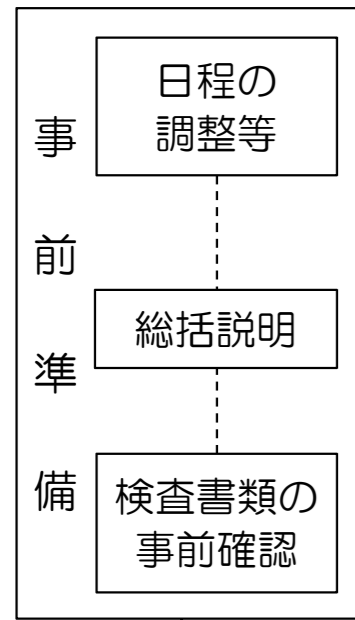 事前準備
日程の
調整等
総括説明
検査書類の
事前確認